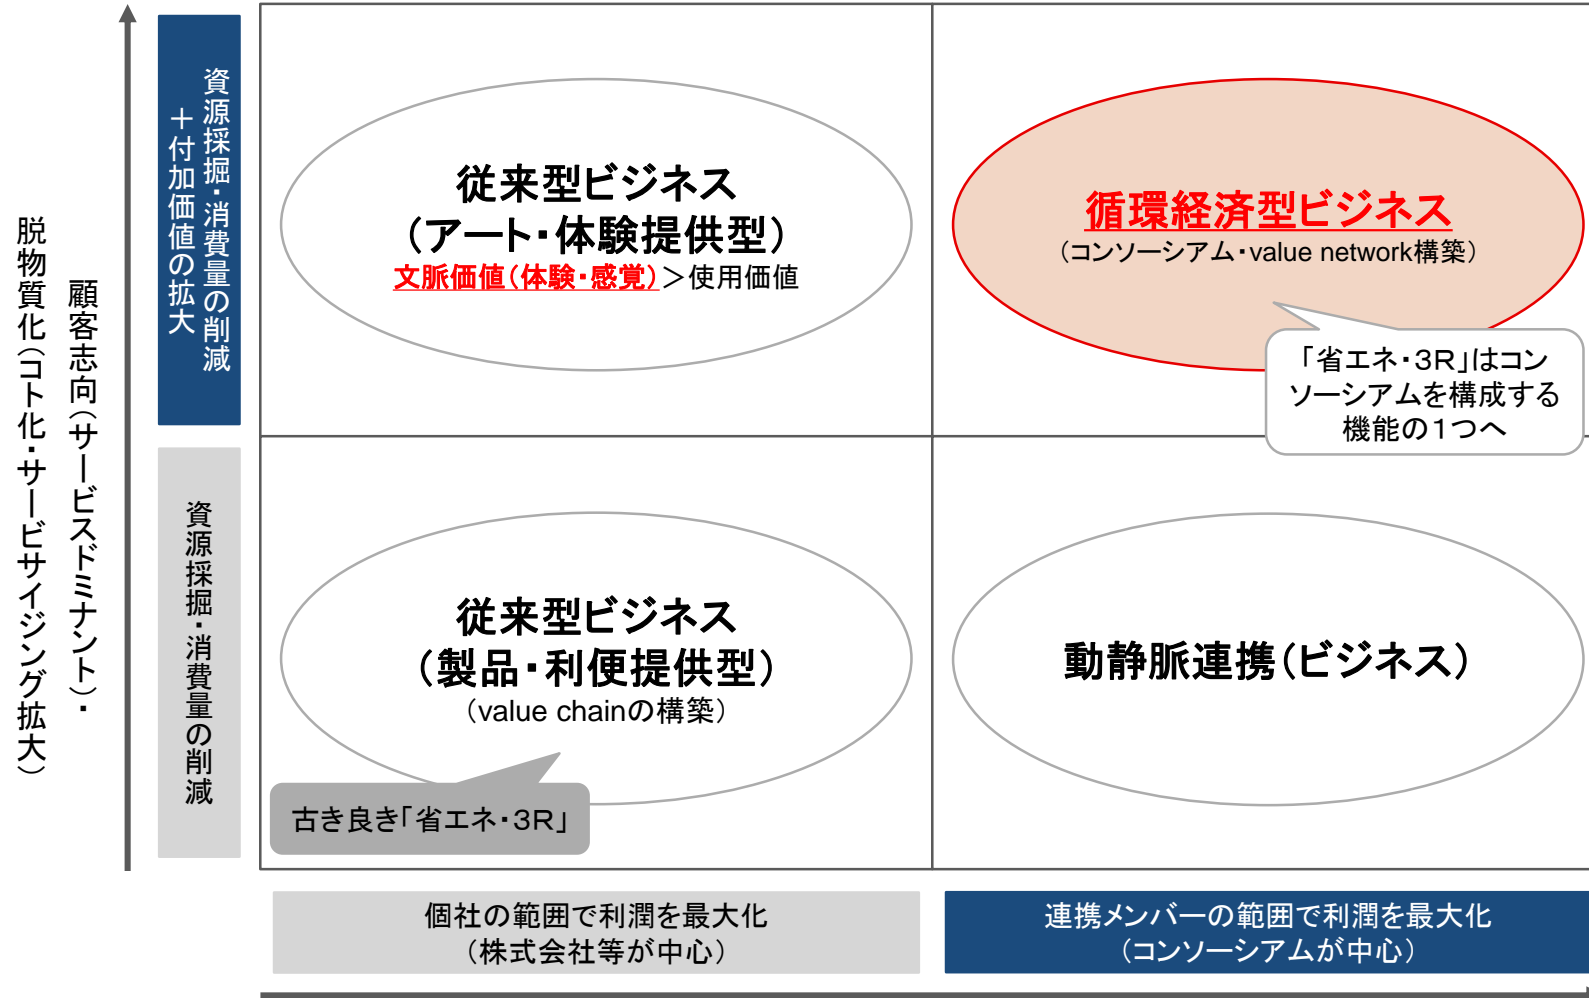 顧客志向（サービスドミナント）・
脱物質化（コト化・サービサイジング拡大）
資源採掘・消費量の削減
＋付加価値の拡大
従来型ビジネス
（アート・体験提供型）
文脈価値（体験・感覚）＞使用価値
循環経済型ビジネス
（コンソーシアム・value network構築）
「省エネ・３Ｒ」はコン
ソーシアムを構成する
機能の１つへ
資源採掘・消費量の削減
従来型ビジネス
（製品・利便提供型）
（value chainの構築）
古き良き「省エネ・３Ｒ」
動静脈連携（ビジネス）
個社の範囲で利潤を最大化
（株式会社等が中心）
連携メンバーの範囲で利潤を最大化
（コンソーシアムが中心）